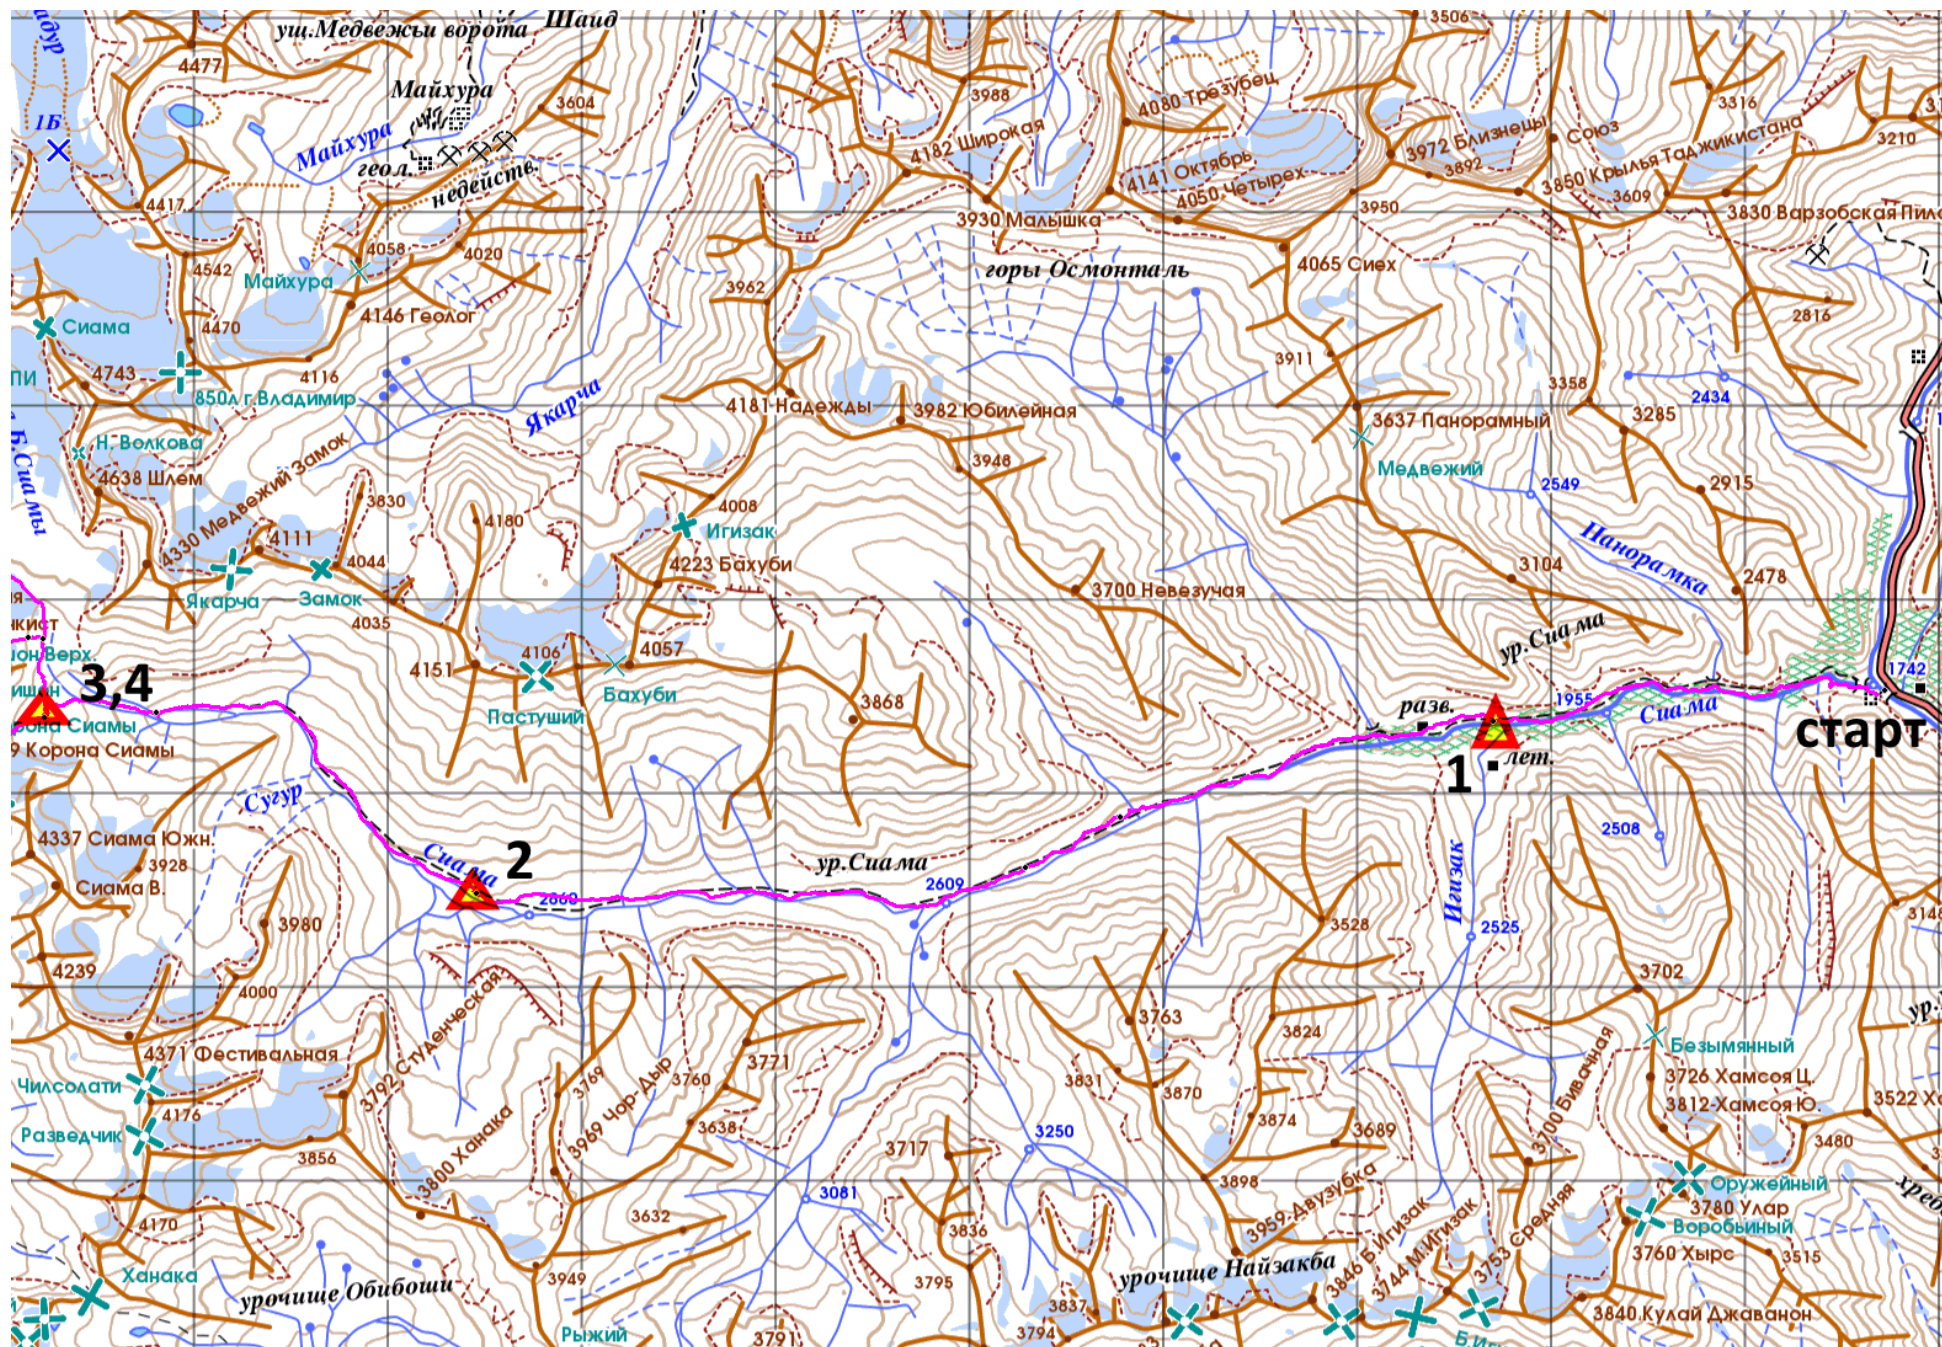 ущ.Медвежьи ворота
Шаид
3506
4477
Майхура
3604
3988
4080 Трезубец
3316
3210
1Б
Майхура
геол.
недейств.
4182 Широкая
4141 Октябрь
4050 Четырех
3972 Близнецы
3892
Союз
3850 Крылья Таджикистана
3609
4417
4058
4020
3930 Малышка
3950
3830 Варзобская Пил
4542
Майхура
3962
горы Осмонталь
4065 Сиех
Сиама
4470
4146 Геолог
2816
ПИ
4743
4116
3911
850л г.Владимир
Якарча
4181 Надежды
3982 Юбилейная
3358
3285
2434
3637 Панорамный
Б.Сиамы
Н. Волкова
4638 Шлем
3948
Медвежий
2549
2915
4330 Медвежий Замок
3830
4180
4008
Игизак
4111
4044
4223 Бахуби
Панорамка
3104
2478
Якарча
Замок
4035
3700 Невезучая
ур.Сиама
4151
4106
4057
3,4
Бахуби
1742
Пастуший
3868
разв.
1955
Сиама
старт
9 Корона Сиамы
1
лет.
Сугур
4337 Сиама Южн.
3928
Сиама В.
Сиама
2
ур.Сиама
2508
2609
Игизак
3980
3528
2525
3148
4239
4000
3702
ур.
3763
3824
4371 Фестивальная
3792 Студенческая
3771
Безымянный
Чилсолати
4176
3769
3760
3831
3870
3726 Хамсоя Ц.
3812 Хамсоя Ю.
3522 Х
Разведчик
3856
3800 Ханака
3969 Чор-Дыр
3638
3717
3250
3874
3689
3700 Бивачная
3480
3081
3898
Оружейный
4170
3632
3836
3959 Двузубка
3780 Улар
Воробьиный
3760 Хырс
3515
хреб
Ханака
урочище Обибоши
3949
3795
урочище Найзакба
3846 Б.Игизак
3744 М.Игизак
3753 Средняя
3837
3840 Кулай Джаванон
Рыжий
3791
3794